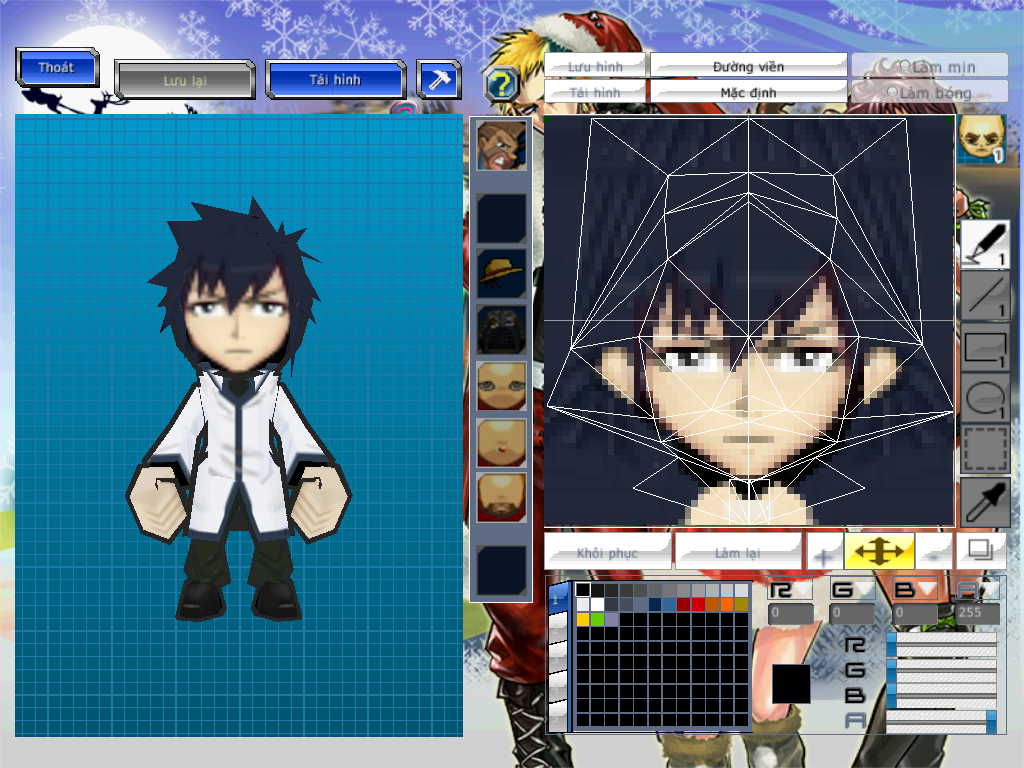 Thoát
Lưu lại
Tải hình
?
Lưu hình
Đường viền
Làm mịn
Tải hình
Mặc định
Làm bóng
1
1
1
1
1
Khôi phục
Làm lại
+
-
1
R
G
B
A
0
0
0
255
R
G
B
A